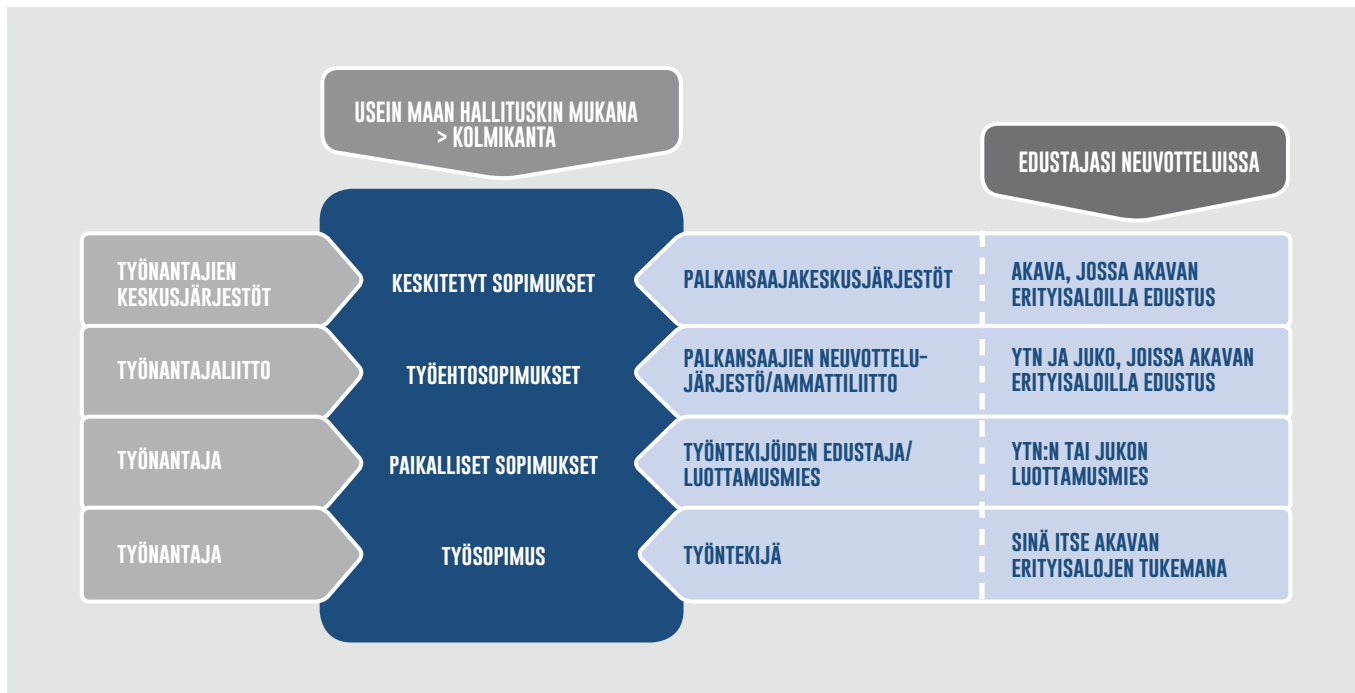 USEIN MAAN HALLITUSKIN MUKANA
> KOLMIKANTA
EDUSTAJASI NEUVOTTELUISSA
TYÖNANTAJIEN
KESKUSJÄRJESTÖT
KESKITETYT SOPIMUKSET
PALKANSAAJAKESKUSJÄRJESTÖT
AKAVA, JOSSA AKAVAN
ERITYISALOILLA EDUSTUS
TYÖNANTAJALIITTO
TYÖEHTOSOPIMUKSET
PALKANSAAJIEN NEUVOTTELU-
JÄRJESTÖ/AMMATTILIITTO
YTN JA JUKO, JOISSA AKAVAN
ERITYISALOILLA EDUSTUS
TYÖNANTAJA
PAIKALLISET SOPIMUKSET
TYÖNTEKIJÖIDEN EDUSTAJA/
LUOTTAMUSMIES
YTN:N TAI JUKON
LUOTTAMUSMIES
TYÖNANTAJA
TYÖSOPIMUS
TYÖNTEKIJÄ
SINÄ ITSE AKAVAN
ERITYISALOJEN TUKEMANA